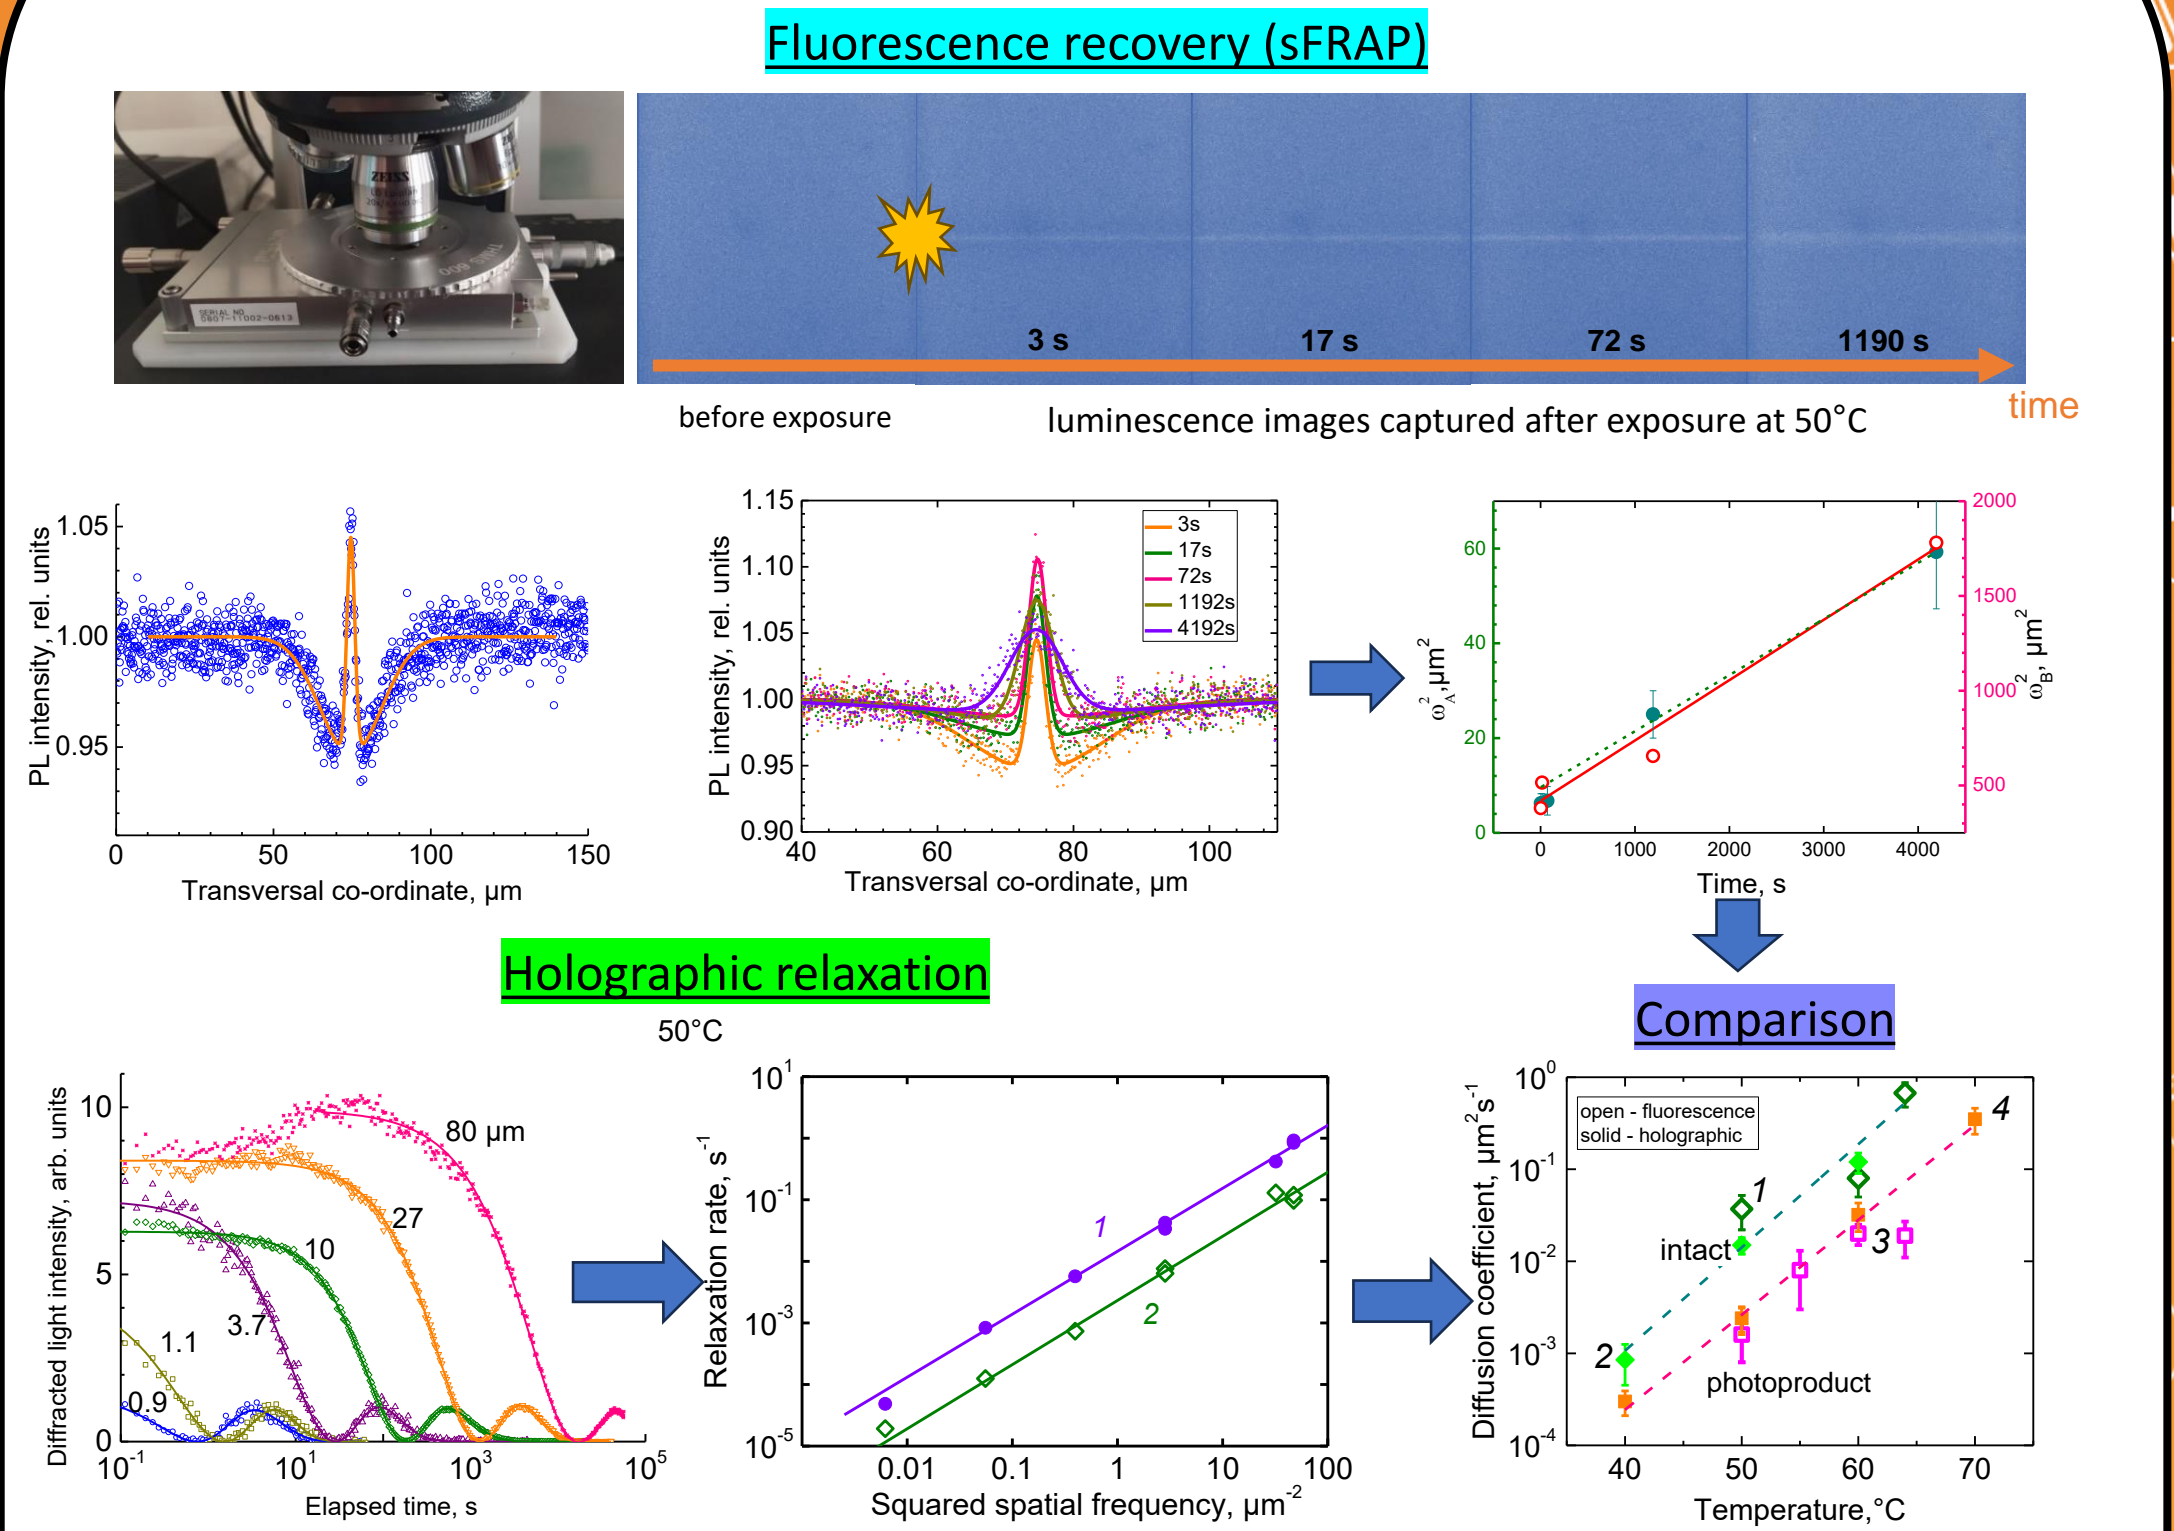 Fluorescence recovery (sFRAP)
ZEISS
SERIAL NO
0807-11002-0613
THMS 600
3 s
17 s
72 s
1190 s
time
before exposure
luminescence images captured after exposure at 50°C
PL intensity, rel. units
1.05
1.00
0.95
0
50
100
150
Transversal co-ordinate, µm
PL intensity, rel. units
1.15
1.10
1.05
1.00
0.95
0.90
3s
17s
72s
1192s
4192s
40
60
80
100
Transversal co-ordinate, µm
ω²A, µm²
60
40
20
0
2000
1500
1000
500
ω²B, µm²
0
1000
2000
3000
4000
Time, s
Holographic relaxation
50°C
Comparison
Diffracted light intensity, arb. units
10
5
0
80 µm
27
10
3.7
1.1
0.9
10⁻¹
10¹
10³
10⁵
Elapsed time, s
Relaxation rate, s⁻¹
10¹
10⁻¹
10⁻³
10⁻⁵
1
2
0.01
0.1
1
10
100
Squared spatial frequency, µm⁻²
Diffusion coefficient, µm²s⁻¹
10⁰
10⁻¹
10⁻²
10⁻³
10⁻⁴
open - fluorescence
solid - holographic
1
4
intact
3
2
photoproduct
40
50
60
70
Temperature,°C